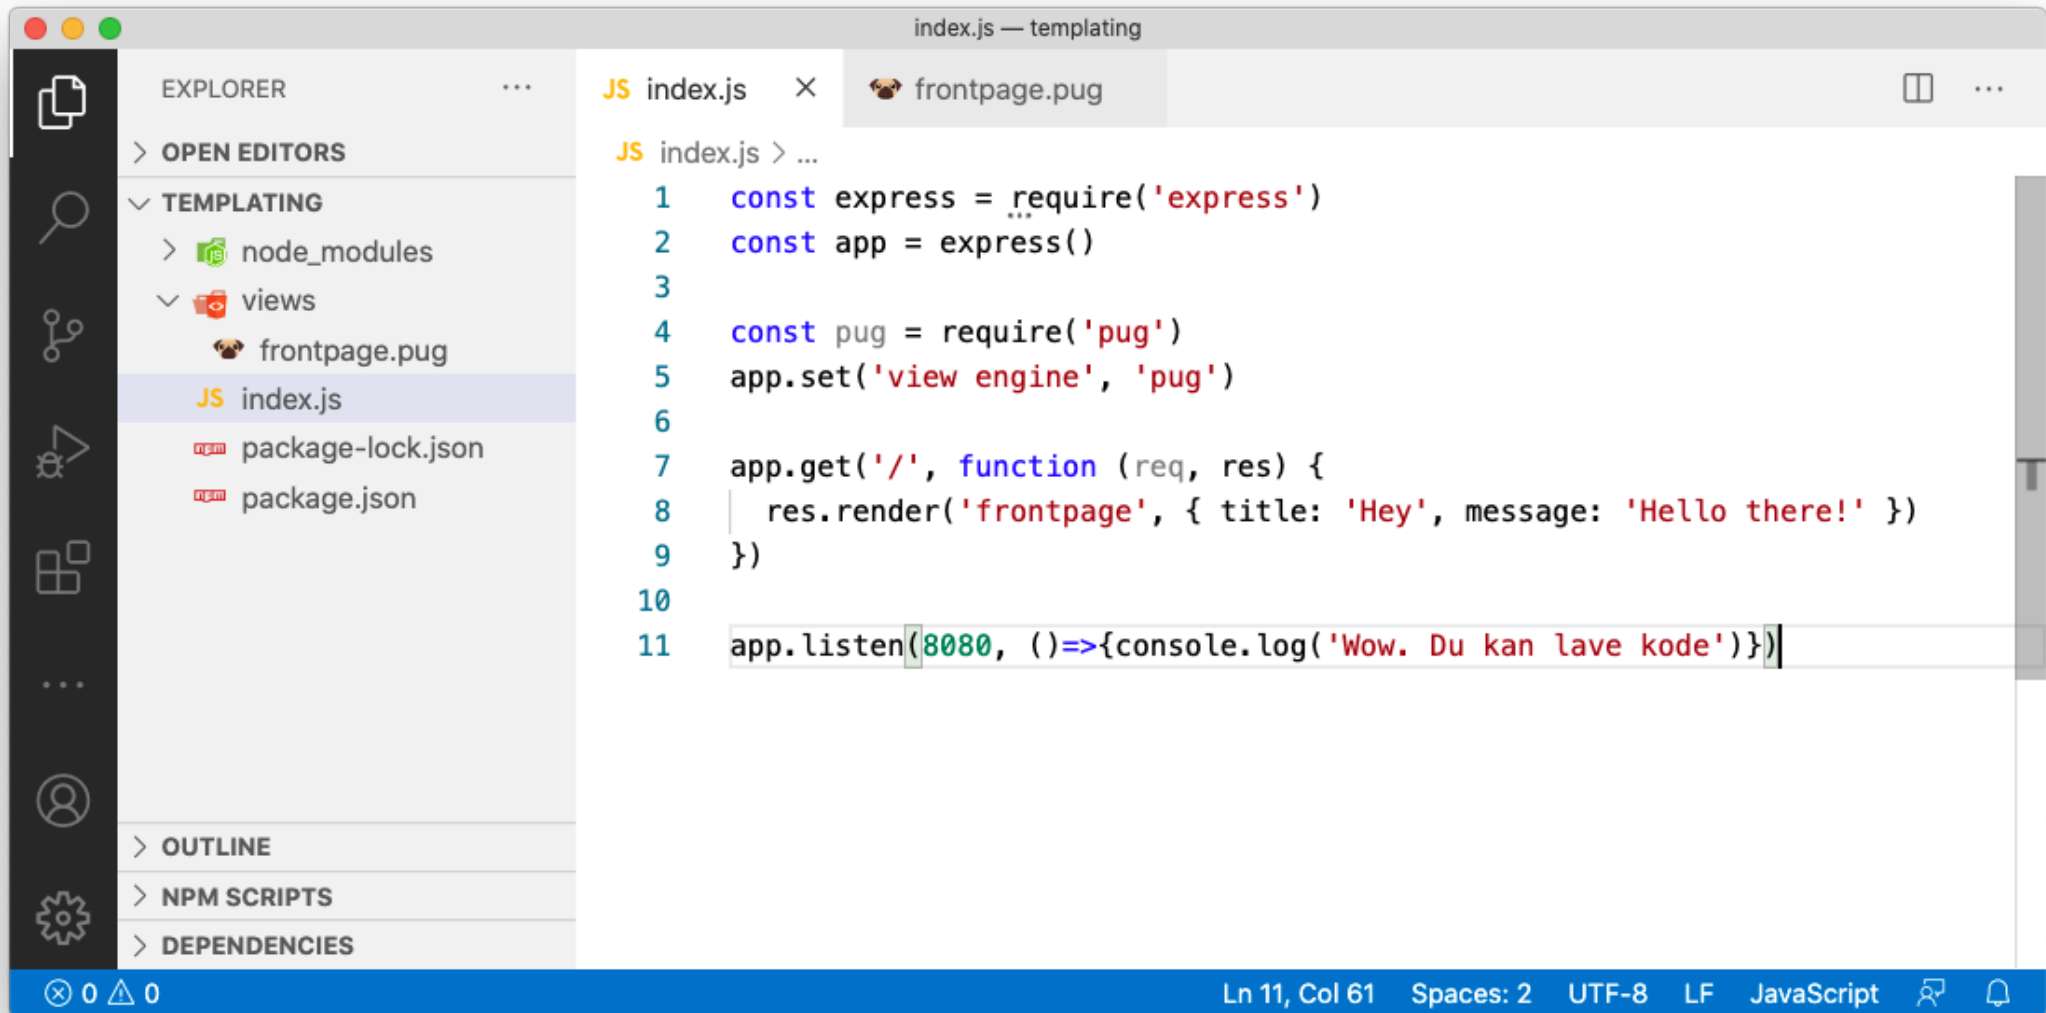 index.js — templating
EXPLORER ...
OPEN EDITORS
TEMPLATING
node_modules
views
frontpage.pug
JS index.js
package-lock.json
package.json
OUTLINE
NPM SCRIPTS
DEPENDENCIES
JS index.js frontpage.pug
JS index.js > ...
1 const express = require('express')
2 const app = express()
3
4 const pug = require('pug')
5 app.set('view engine', 'pug')
6
7 app.get('/', function (req, res) {
8 res.render('frontpage', { title: 'Hey', message: 'Hello there!' })
9 })
10
11 app.listen(8080, ()=>{console.log('Wow. Du kan lave kode')})
0 0 Ln 11, Col 61 Spaces: 2 UTF-8 LF JavaScript